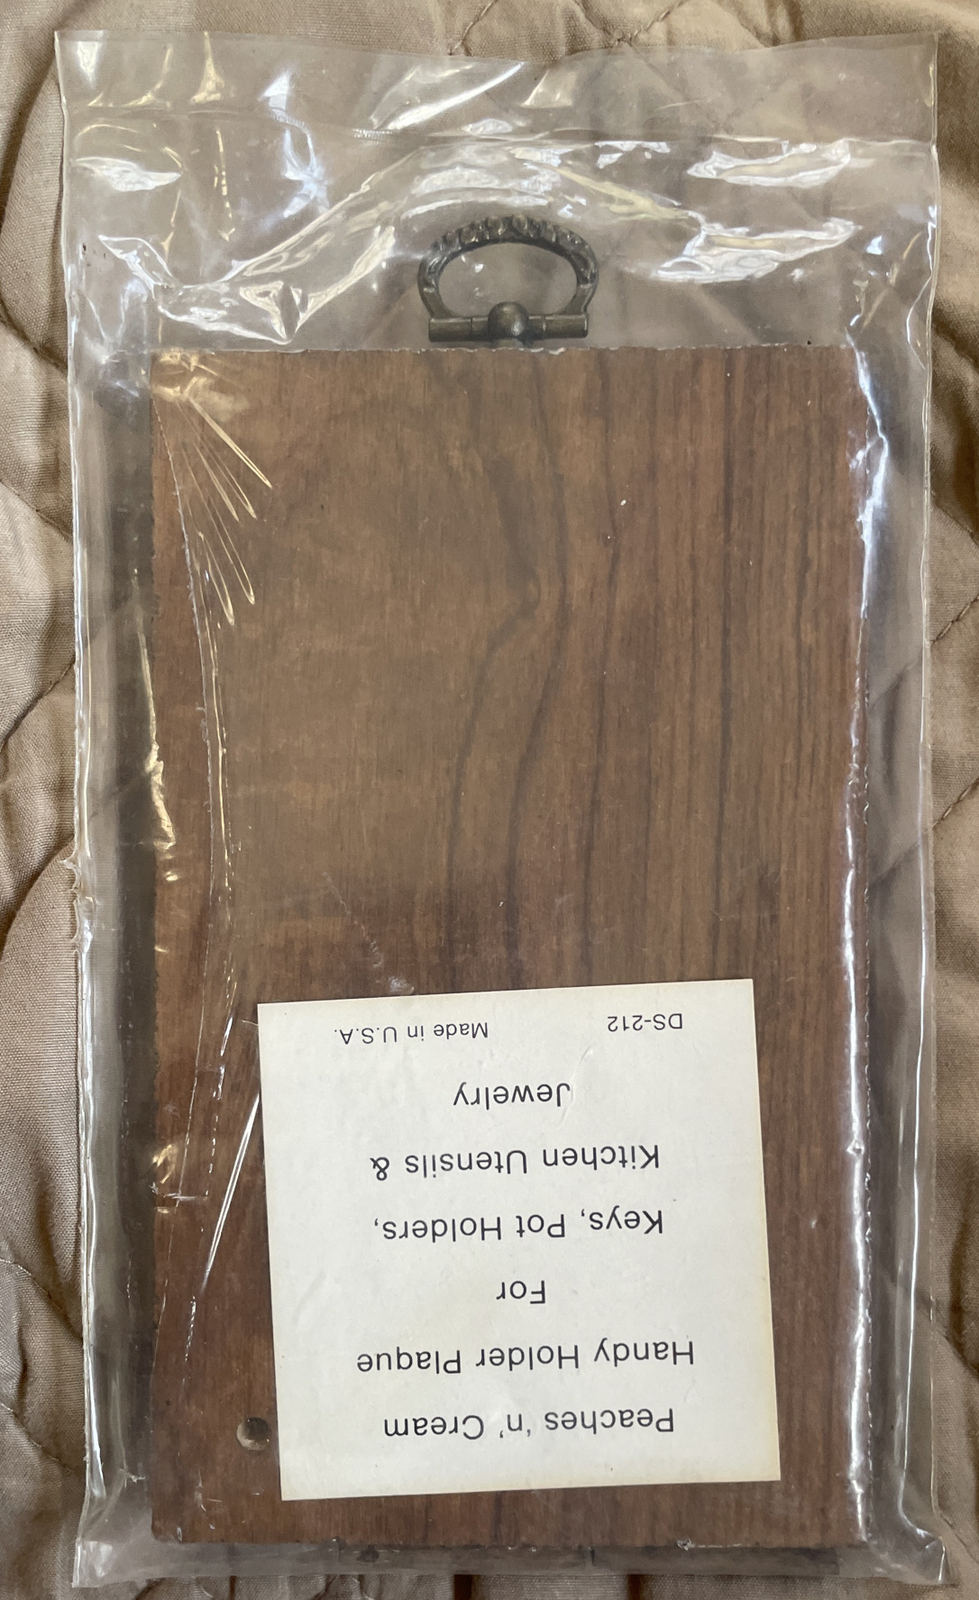 Peaches 'n' Cream
Handy Holder Plaque
For
Keys, Pot Holders,
Kitchen Utensils &
Jewelry
DS-212 Made in U.S.A.